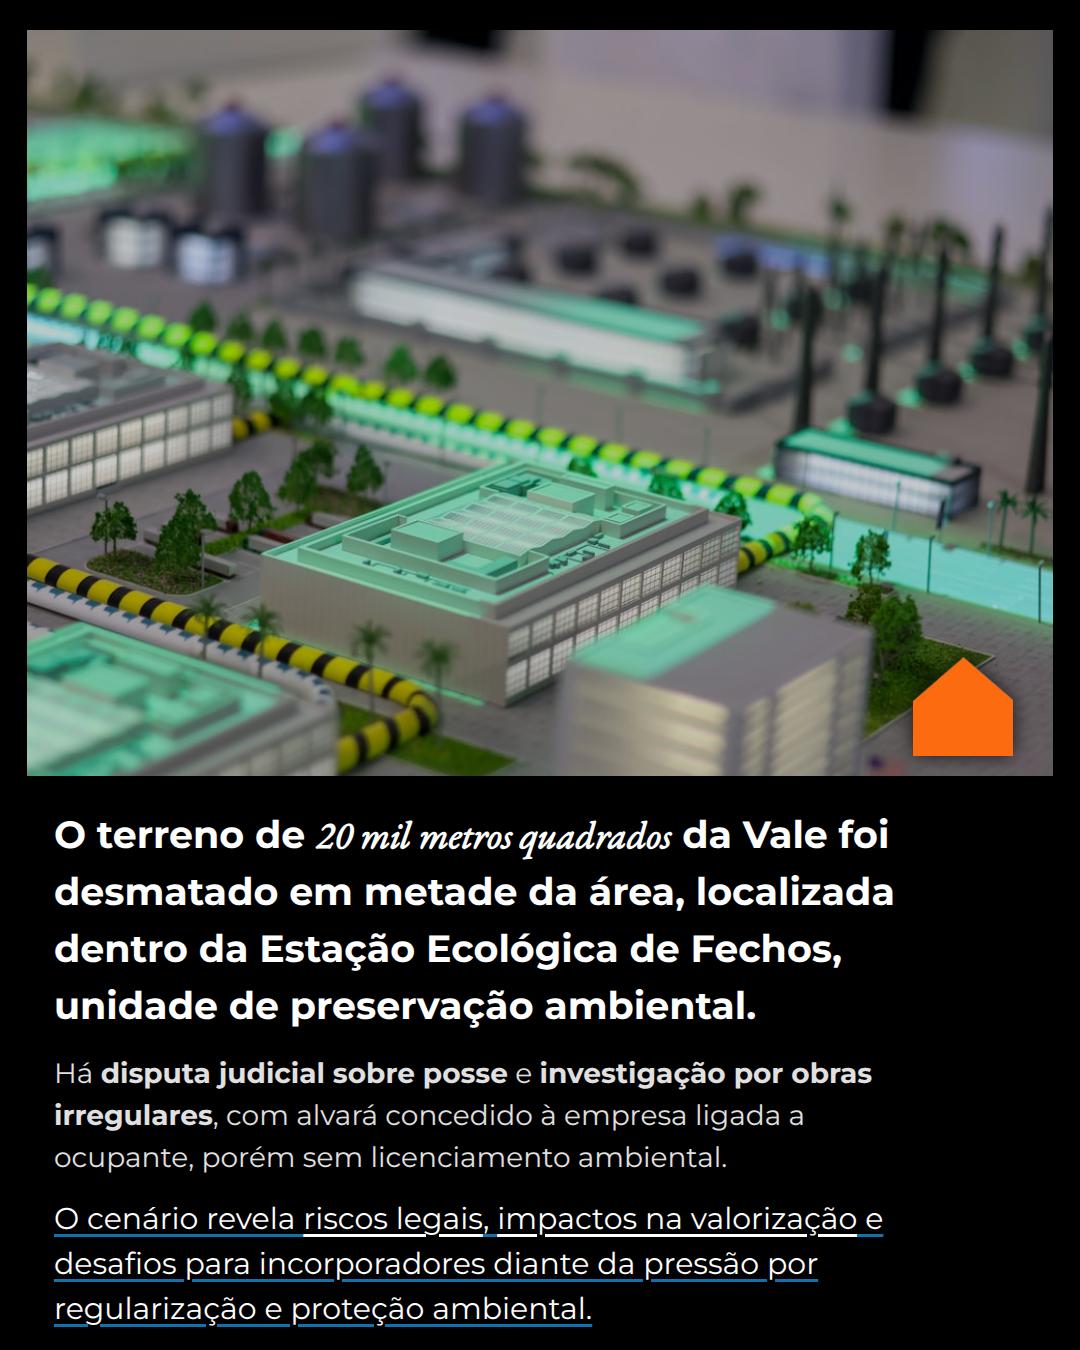 O terreno de 20 mil metros quadrados da Vale foi
desmatado em metade da área, localizada
dentro da Estação Ecológica de Fechos,
unidade de preservação ambiental.
Há disputa judicial sobre posse e investigação por obras
irregulares, com alvará concedido à empresa ligada a
ocupante, porém sem licenciamento ambiental.
O cenário revela riscos legais, impactos na valorização e
desafios para incorporadores diante da pressão por
regularização e proteção ambiental.